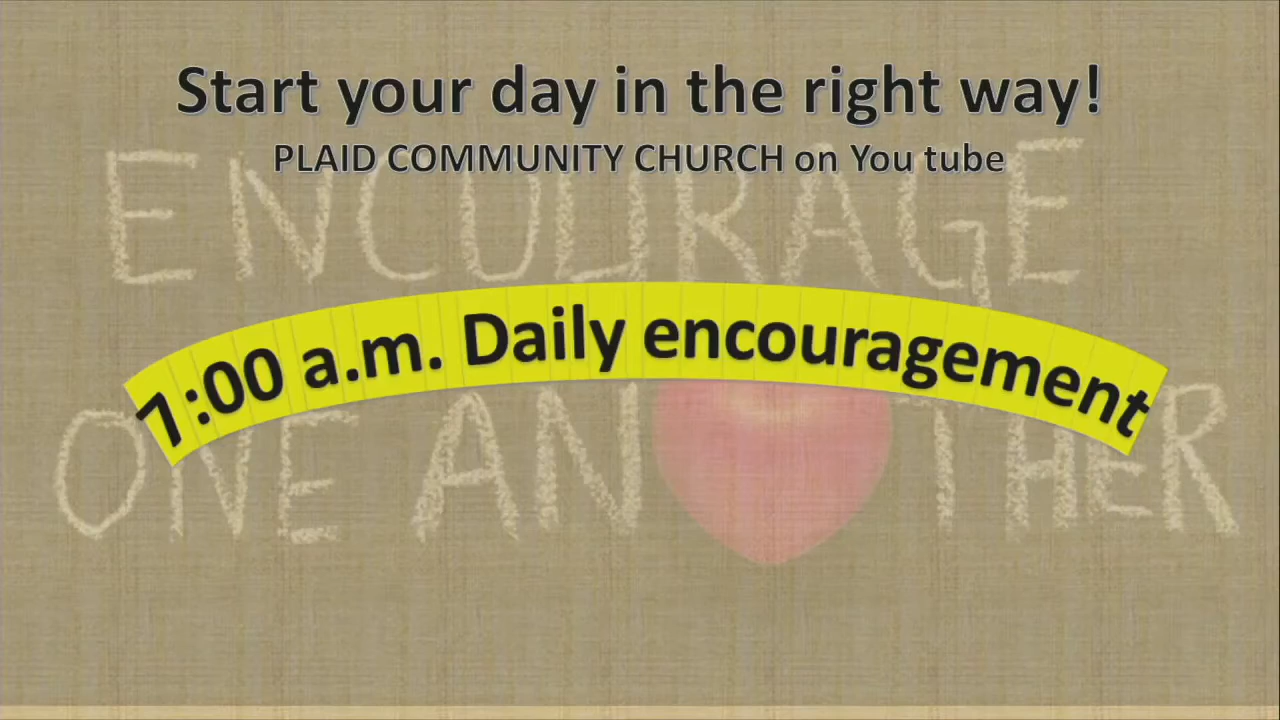 Start your day in the right way!
PLAID COMMUNITY CHURCH on You tube
ENCOURAGE
7:00 a.m. Daily encouragement
ONE ANOTHER